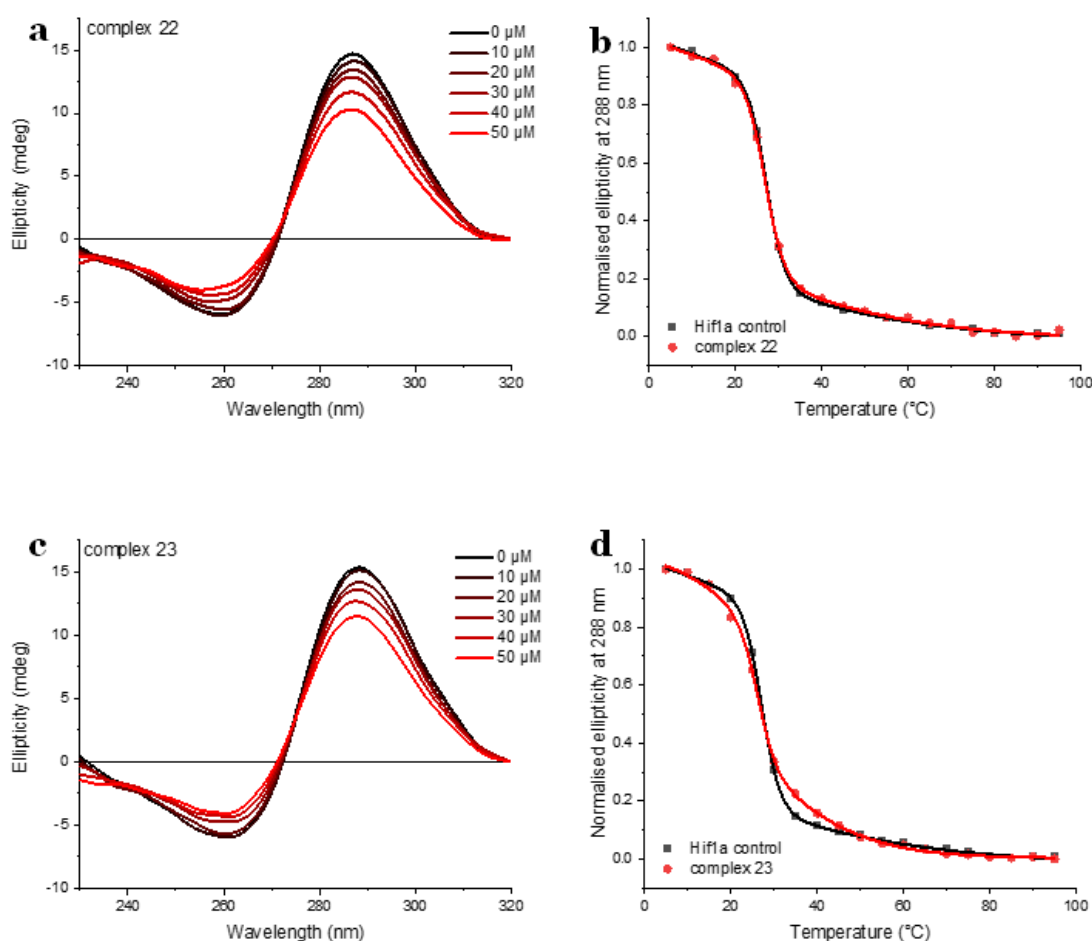 a
complex 22
0 µM
10 µM
20 µM
30 µM
40 µM
50 µM
15
10
5
0
-5
-10
240
260
280
300
320
Ellipticity (mdeg)
Wavelength (nm)
b
1.0
0.8
0.6
0.4
0.2
0.0
0
20
40
60
80
100
Normalised ellipticity at 288 nm
Hif1a control
complex 22
Temperature (°C)
c
complex 23
0 µM
10 µM
20 µM
30 µM
40 µM
50 µM
15
10
5
0
-5
-10
240
260
280
300
320
Ellipticity (mdeg)
Wavelength (nm)
d
1.0
0.8
0.6
0.4
0.2
0.0
0
20
40
60
80
100
Normalised ellipticity at 288 nm
Hif1a control
complex 23
Temperature (°C)